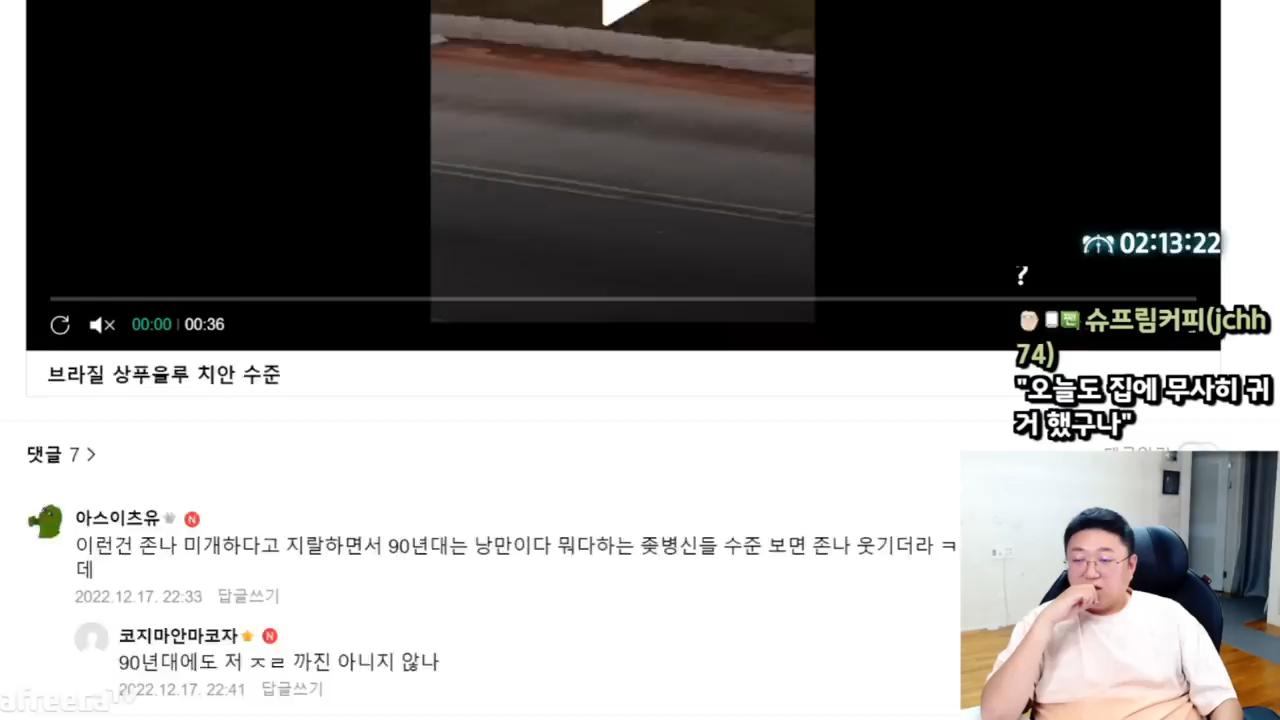 02:13:22
?
슈프림커피(jchh
74)
"오늘도 집에 무사히 귀
거 했구나"
00:00 | 00:36
브라질 상푸율루 치안 수준
댓글 7 >
아스이츠유 N
이런건 존나 미개하다고 지랄하면서 90년대는 낭만이다 뭐다하는 좆병신들 수준 보면 존나 웃기더라 ㅋ
데
2022.12.17. 22:33 답글쓰기
코지마안마코자 N
90년대에도 저 ㅈㄹ 까진 아니지 않나
2022.12.17. 22:41 답글쓰기
afreecaTV